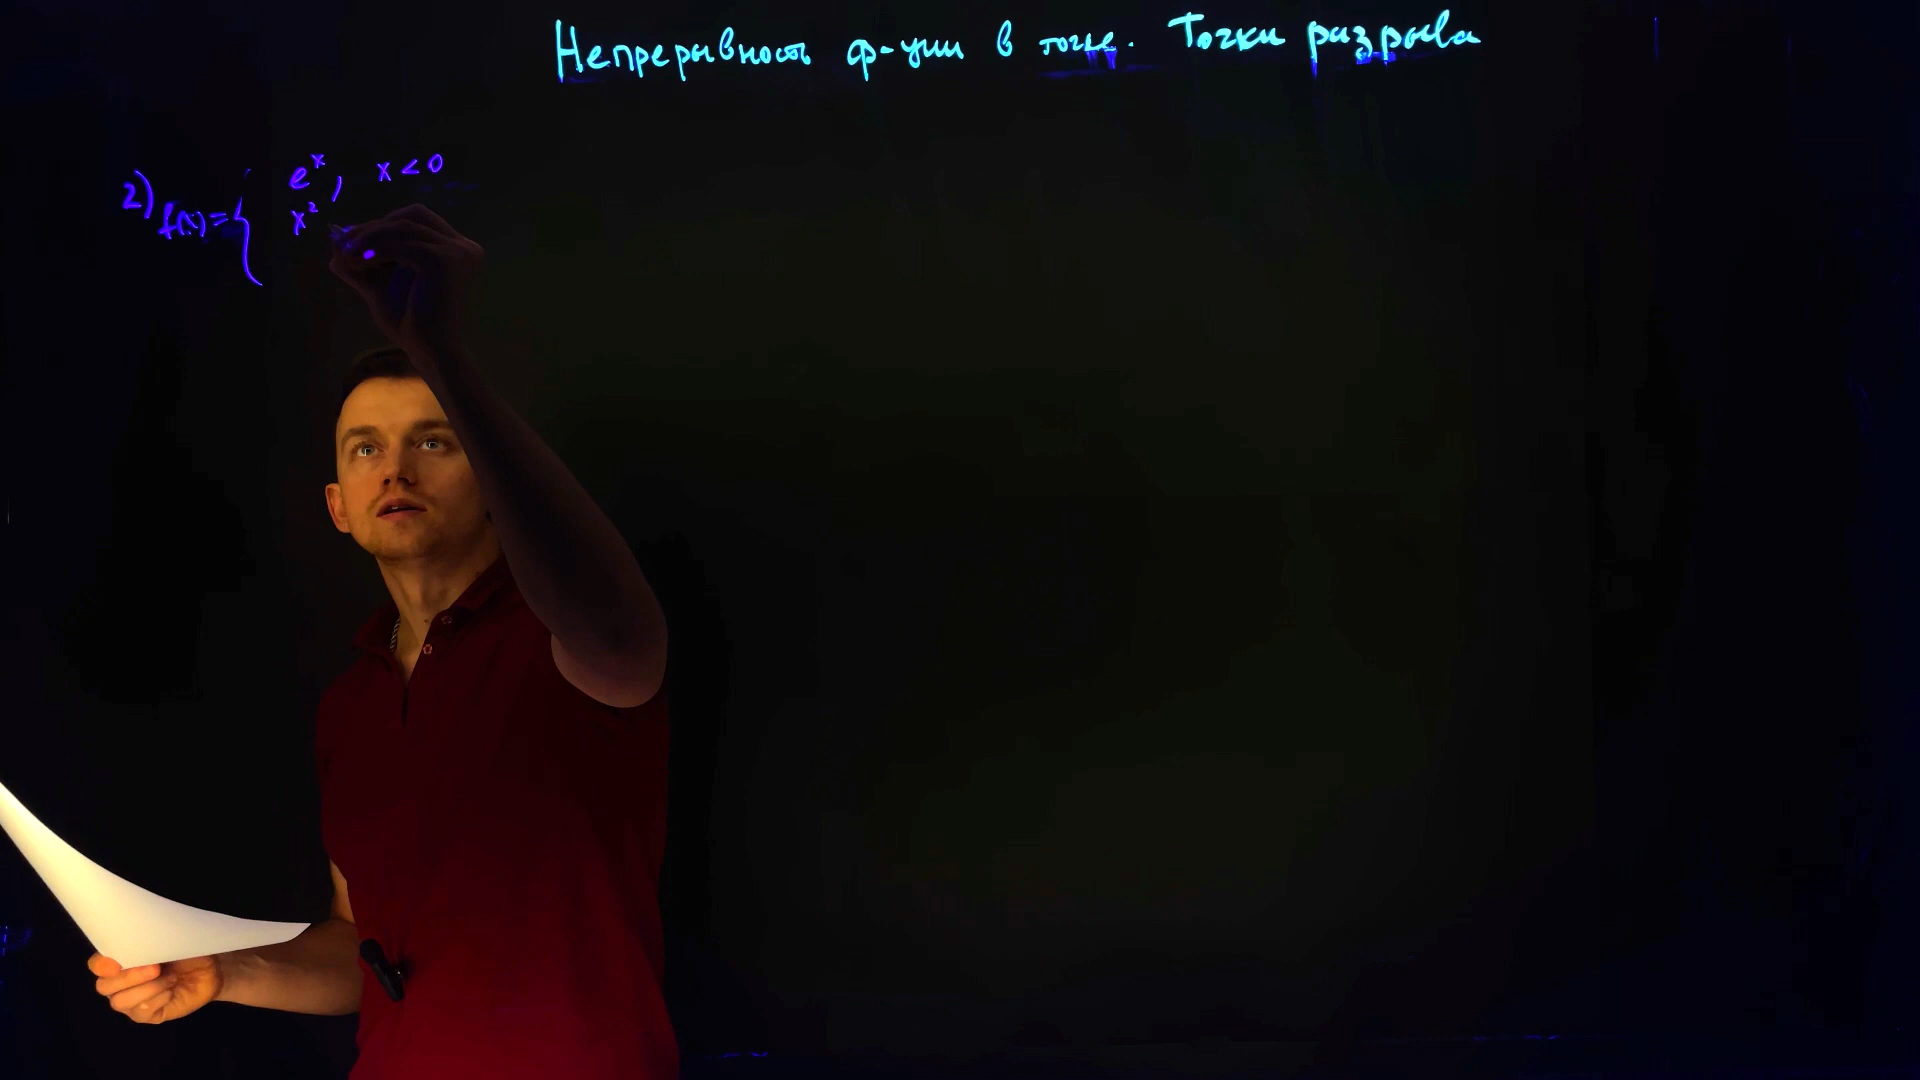 Непрерывность ф-ции в точке. Точки разрыва
2) f(x) = { e^x, x < 0
x²